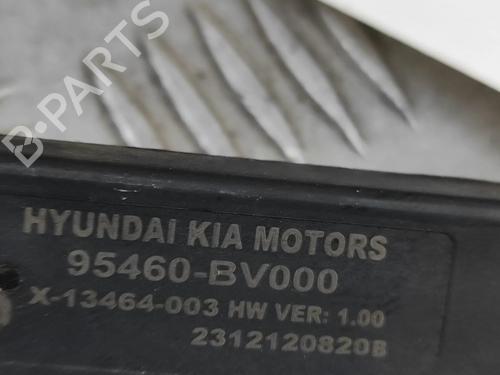 B-PARTS
HYUNDAI KIA MOTORS
95460-BV000
X-13464-003 HW VER: 1.00
2312120820B